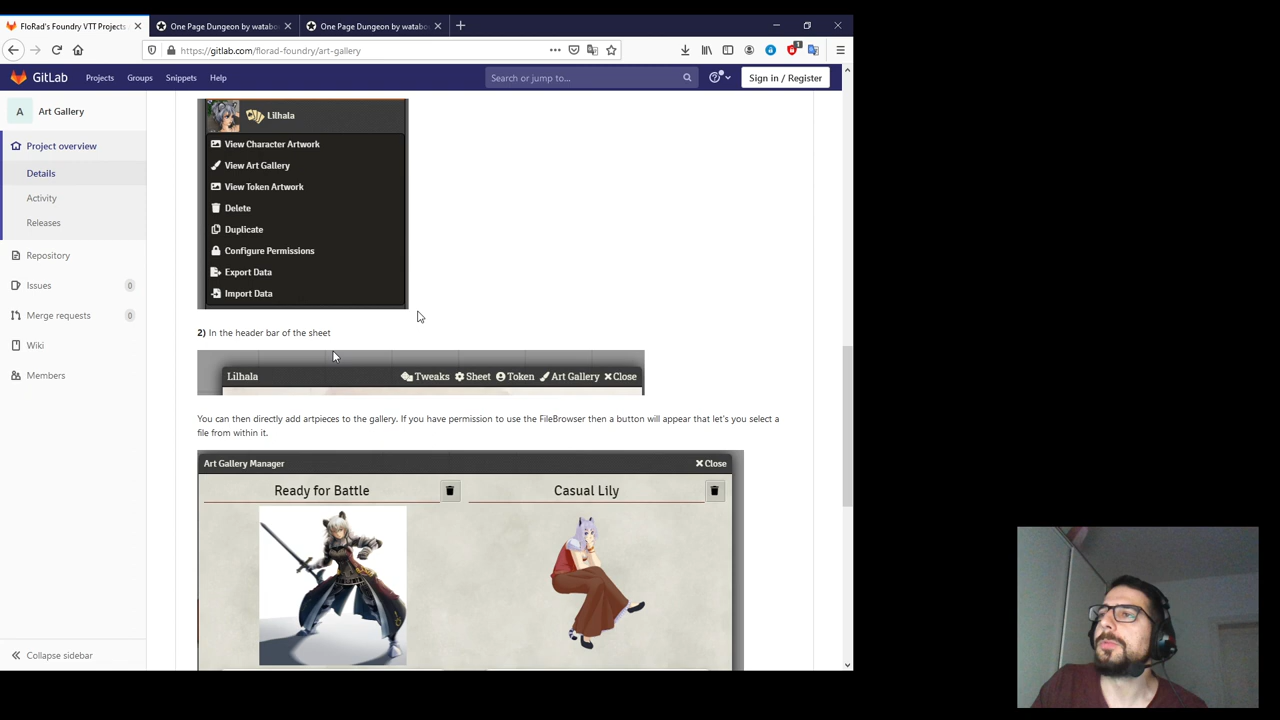 FloRad's Foundry VTT Projects
One Page Dungeon by watabo
One Page Dungeon by watabo
https://gitlab.com/florad-foundry/art-gallery
1
GitLab
Projects
Groups
Snippets
Help
Search or jump to...
Sign in / Register
A
Art Gallery
Project overview
Details
Activity
Releases
Repository
Issues
0
Merge requests
0
Wiki
Members
Collapse sidebar
Lilhala
View Character Artwork
View Art Gallery
View Token Artwork
Delete
Duplicate
Configure Permissions
Export Data
Import Data
2) In the header bar of the sheet
Lilhala
Tweaks
Sheet
Token
Art Gallery
Close
You can then directly add artpieces to the gallery. If you have permission to use the FileBrowser then a button will appear that let's you select a
file from within it.
Art Gallery Manager
Close
Ready for Battle
Casual Lily